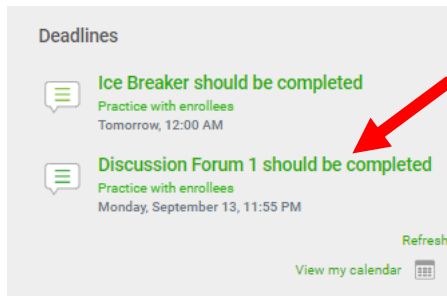 Deadlines
Ice Breaker should be completed
Practice with enrollees
Tomorrow, 12:00 AM
Discussion Forum 1 should be completed
Practice with enrollees
Monday, September 13, 11:55 PM
Refresh
View my calendar